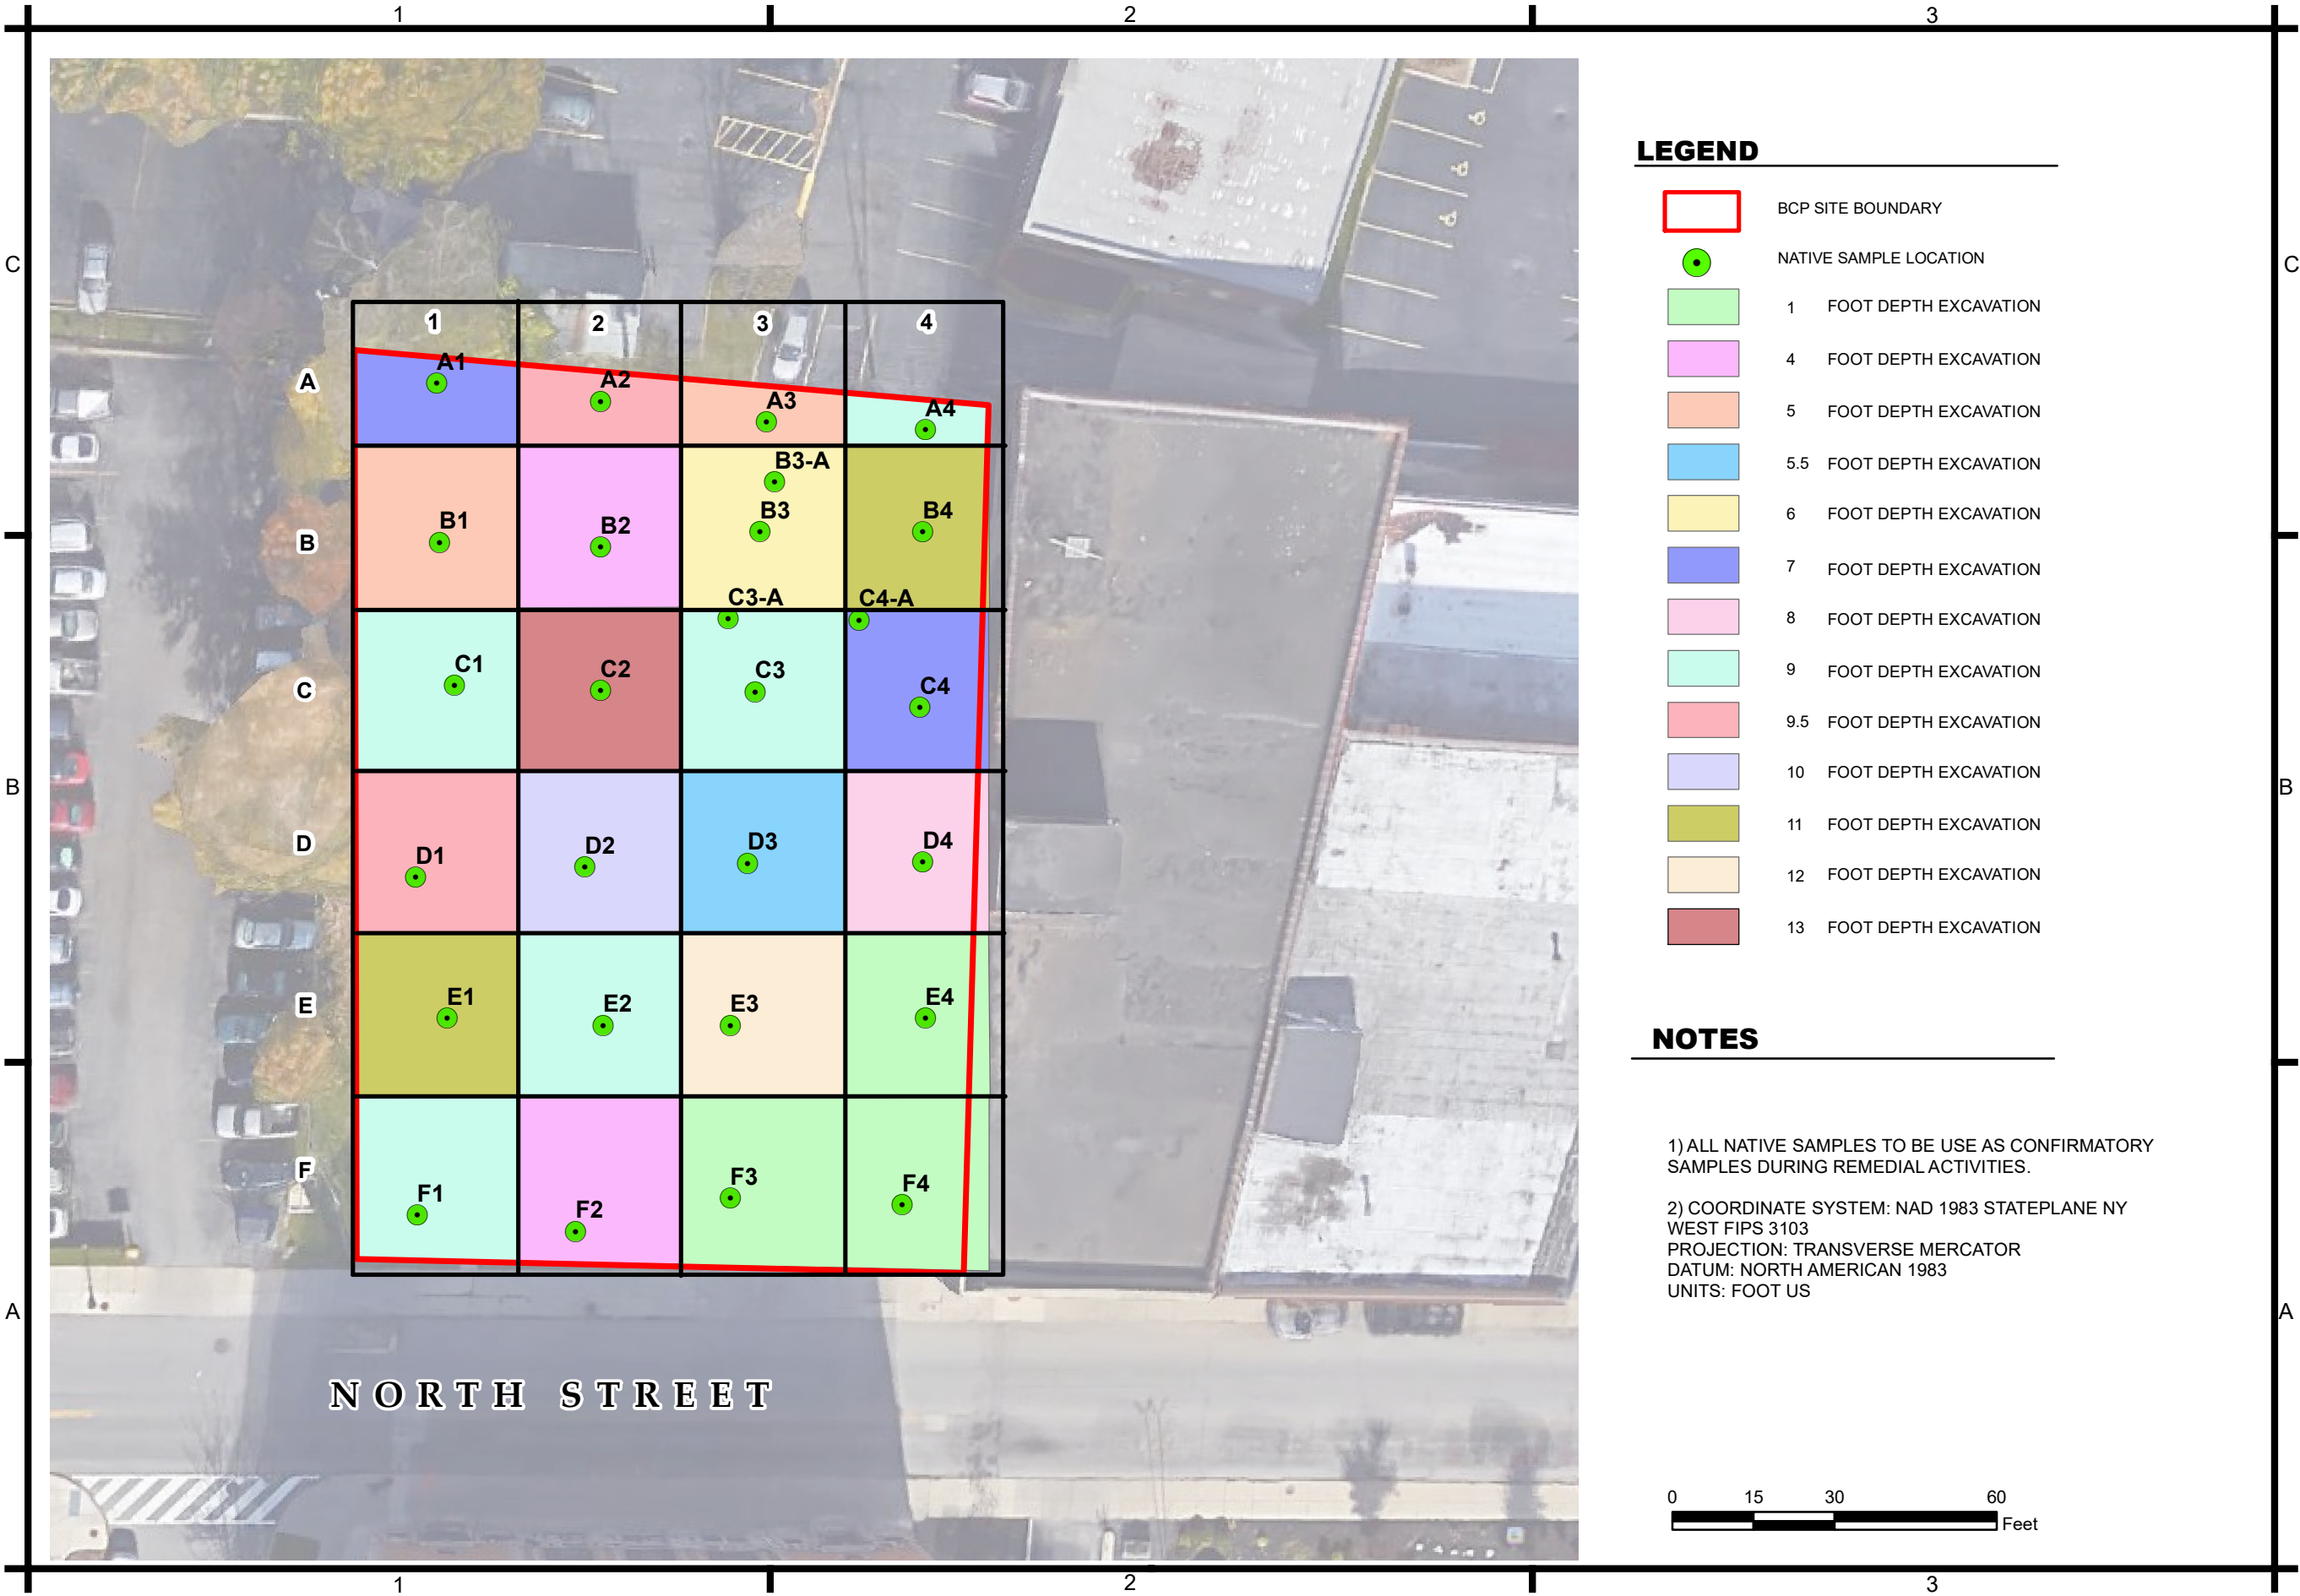 1 2 3
C C
B B
A A
1 2 3 4
A
B
C
D
E
F
A1
A2
A3
A4
B3-A
B1
B2
B3
B4
C3-A
C4-A
C1
C2
C3
C4
D1
D2
D3
D4
E1
E2
E3
E4
F1
F2
F3
F4
NORTH STREET
LEGEND
BCP SITE BOUNDARY
NATIVE SAMPLE LOCATION
1 FOOT DEPTH EXCAVATION
4 FOOT DEPTH EXCAVATION
5 FOOT DEPTH EXCAVATION
5.5 FOOT DEPTH EXCAVATION
6 FOOT DEPTH EXCAVATION
7 FOOT DEPTH EXCAVATION
8 FOOT DEPTH EXCAVATION
9 FOOT DEPTH EXCAVATION
9.5 FOOT DEPTH EXCAVATION
10 FOOT DEPTH EXCAVATION
11 FOOT DEPTH EXCAVATION
12 FOOT DEPTH EXCAVATION
13 FOOT DEPTH EXCAVATION
NOTES
1) ALL NATIVE SAMPLES TO BE USE AS CONFIRMATORY
SAMPLES DURING REMEDIAL ACTIVITIES.
2) COORDINATE SYSTEM: NAD 1983 STATEPLANE NY
WEST FIPS 3103
PROJECTION: TRANSVERSE MERCATOR
DATUM: NORTH AMERICAN 1983
UNITS: FOOT US
0 15 30 60
Feet
1 2 3